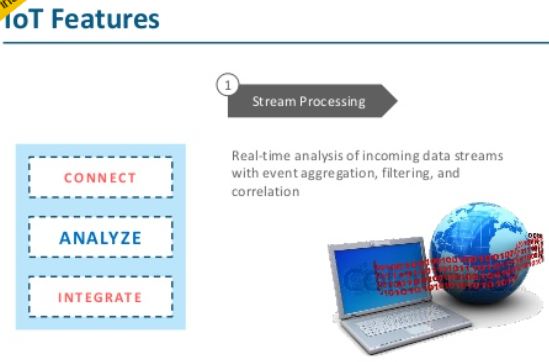 IoT Features
1
Stream Processing
Real-time analysis of incoming data streams
with event aggregation, filtering, and
correlation
CONNECT
ANALYZE
INTEGRATE